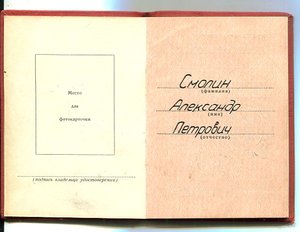 Место
для
фотокарточки
(подпись владельца удостоверения)
Смолин
(фамилия)
Александр
(имя)
Петрович
(отчество)